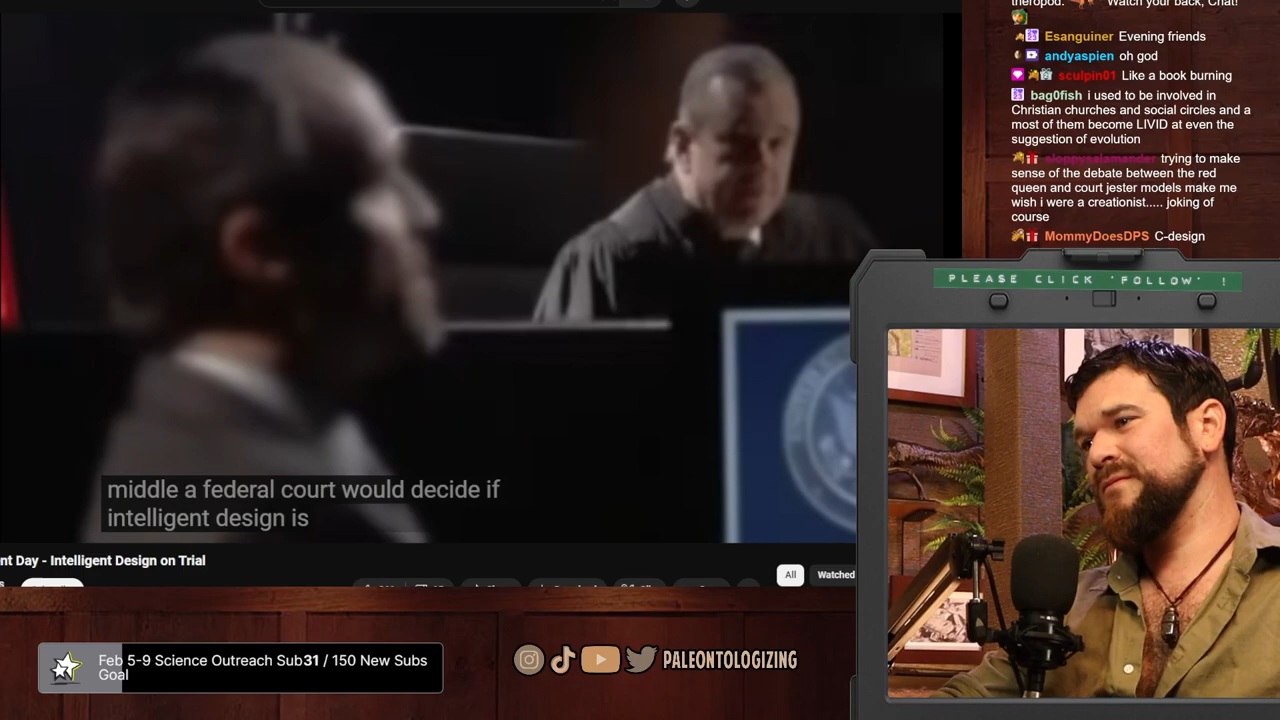 theropod. Watch your back, Chat!
Esanguiner Evening friends
andyaspien oh god
sculpin01 Like a book burning
bag0fish i used to be involved in
Christian churches and social circles and a
most of them become LIVID at even the
suggestion of evolution
sloppysalamander trying to make
sense of the debate between the red
queen and court jester models make me
wish i were a creationist..... joking of
course
MommyDoesDPS C-design
PLEASE CLICK 'FOLLOW' !
middle a federal court would decide if
intelligent design is
nt Day - Intelligent Design on Trial
All Watched
Feb 5-9 Science Outreach Sub 31 / 150 New Subs
Goal
PALEONTOLOGIZING